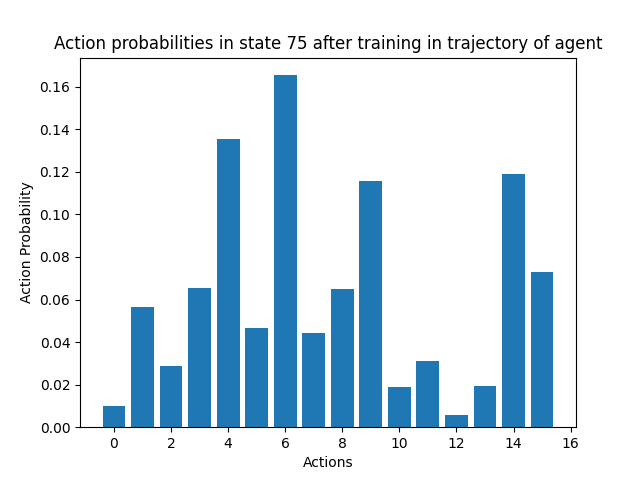 Action probabilities in state 75 after training in trajectory of agent
0.16
0.14
0.12
0.10
0.08
0.06
0.04
0.02
0.00
Action Probability
0 2 4 6 8 10 12 14 16
Actions